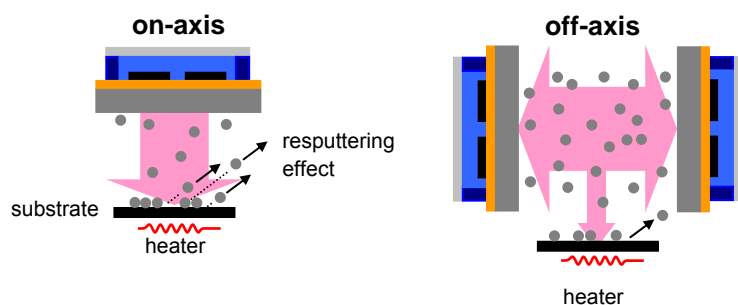 on-axis
resputtering
effect
substrate
heater
off-axis
heater